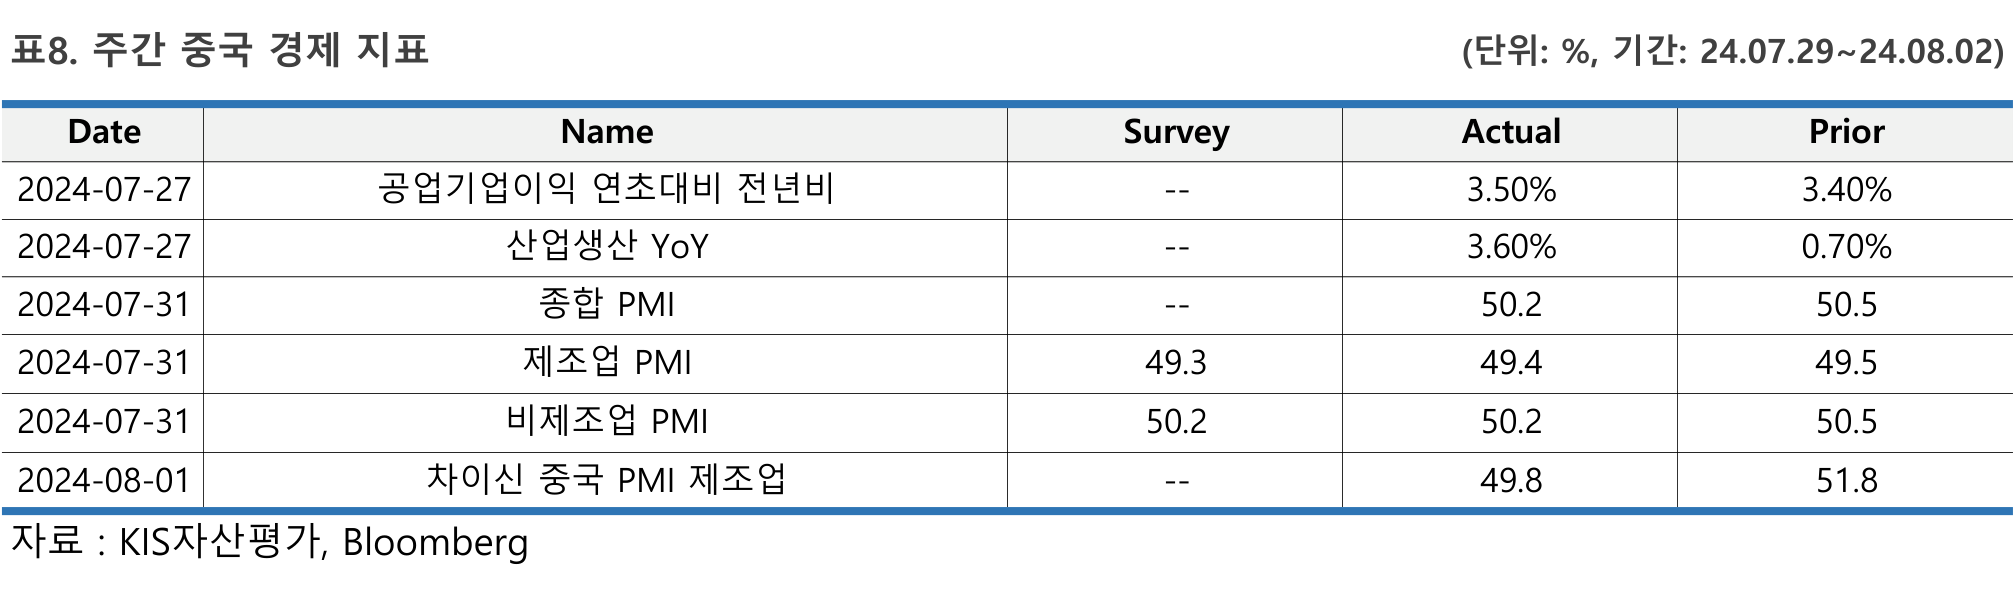 표8. 주간 중국 경제 지표 (단위: %, 기간: 24.07.29~24.08.02)
Date Name Survey Actual Prior
2024-07-27 공업기업이익 연초대비 전년비 -- 3.50% 3.40%
2024-07-27 산업생산 YoY -- 3.60% 0.70%
2024-07-31 종합 PMI -- 50.2 50.5
2024-07-31 제조업 PMI 49.3 49.4 49.5
2024-07-31 비제조업 PMI 50.2 50.2 50.5
2024-08-01 차이신 중국 PMI 제조업 -- 49.8 51.8
자료 : KIS자산평가, Bloomberg